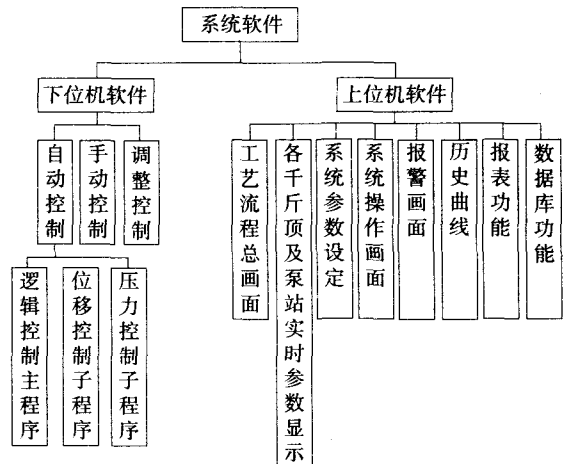 系统软件
下位机软件
上位机软件
自动控制
手动控制
调整控制
工艺流程总画面
各千斤顶及泵站实时参数显示
系统参数设定
系统操作画面
报警画面
历史曲线
报表功能
数据库功能
逻辑控制主程序
位移控制子程序
压力控制子程序